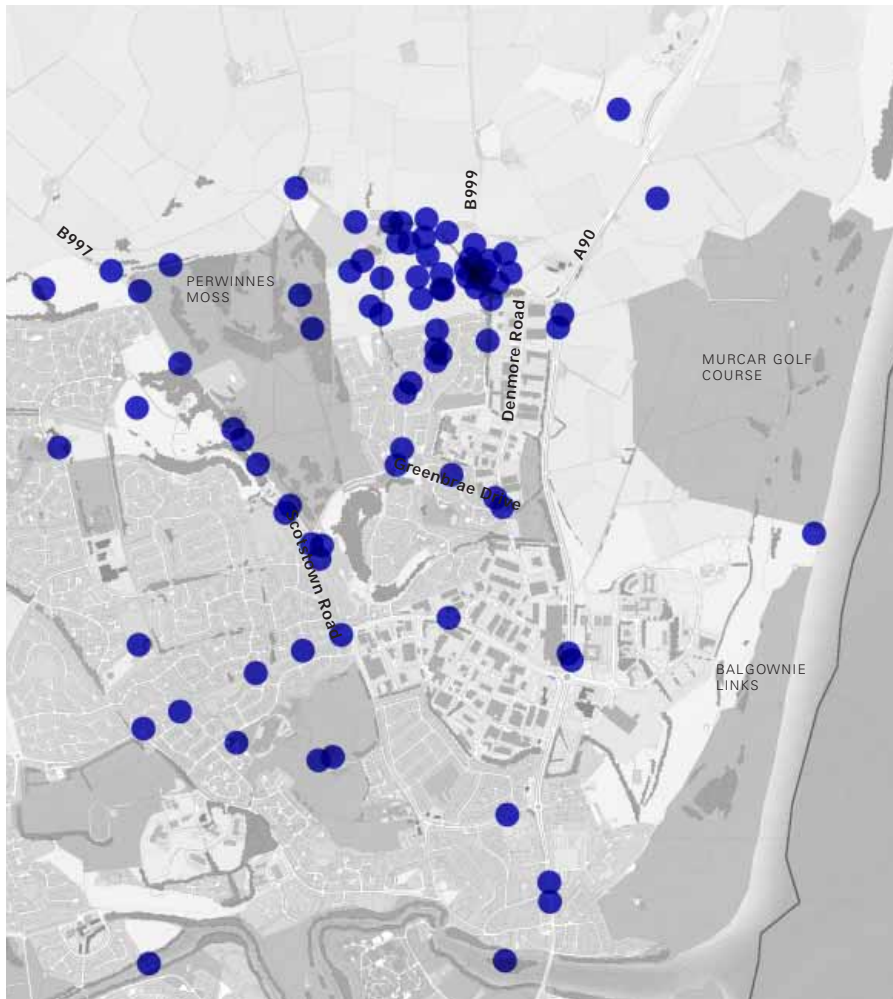 B999
B997
A90
PERWINNES
MOSS
Denmore Road
MURCAR GOLF
COURSE
Greenbrae Drive
Scotstown Road
BALGOWNIE
LINKS